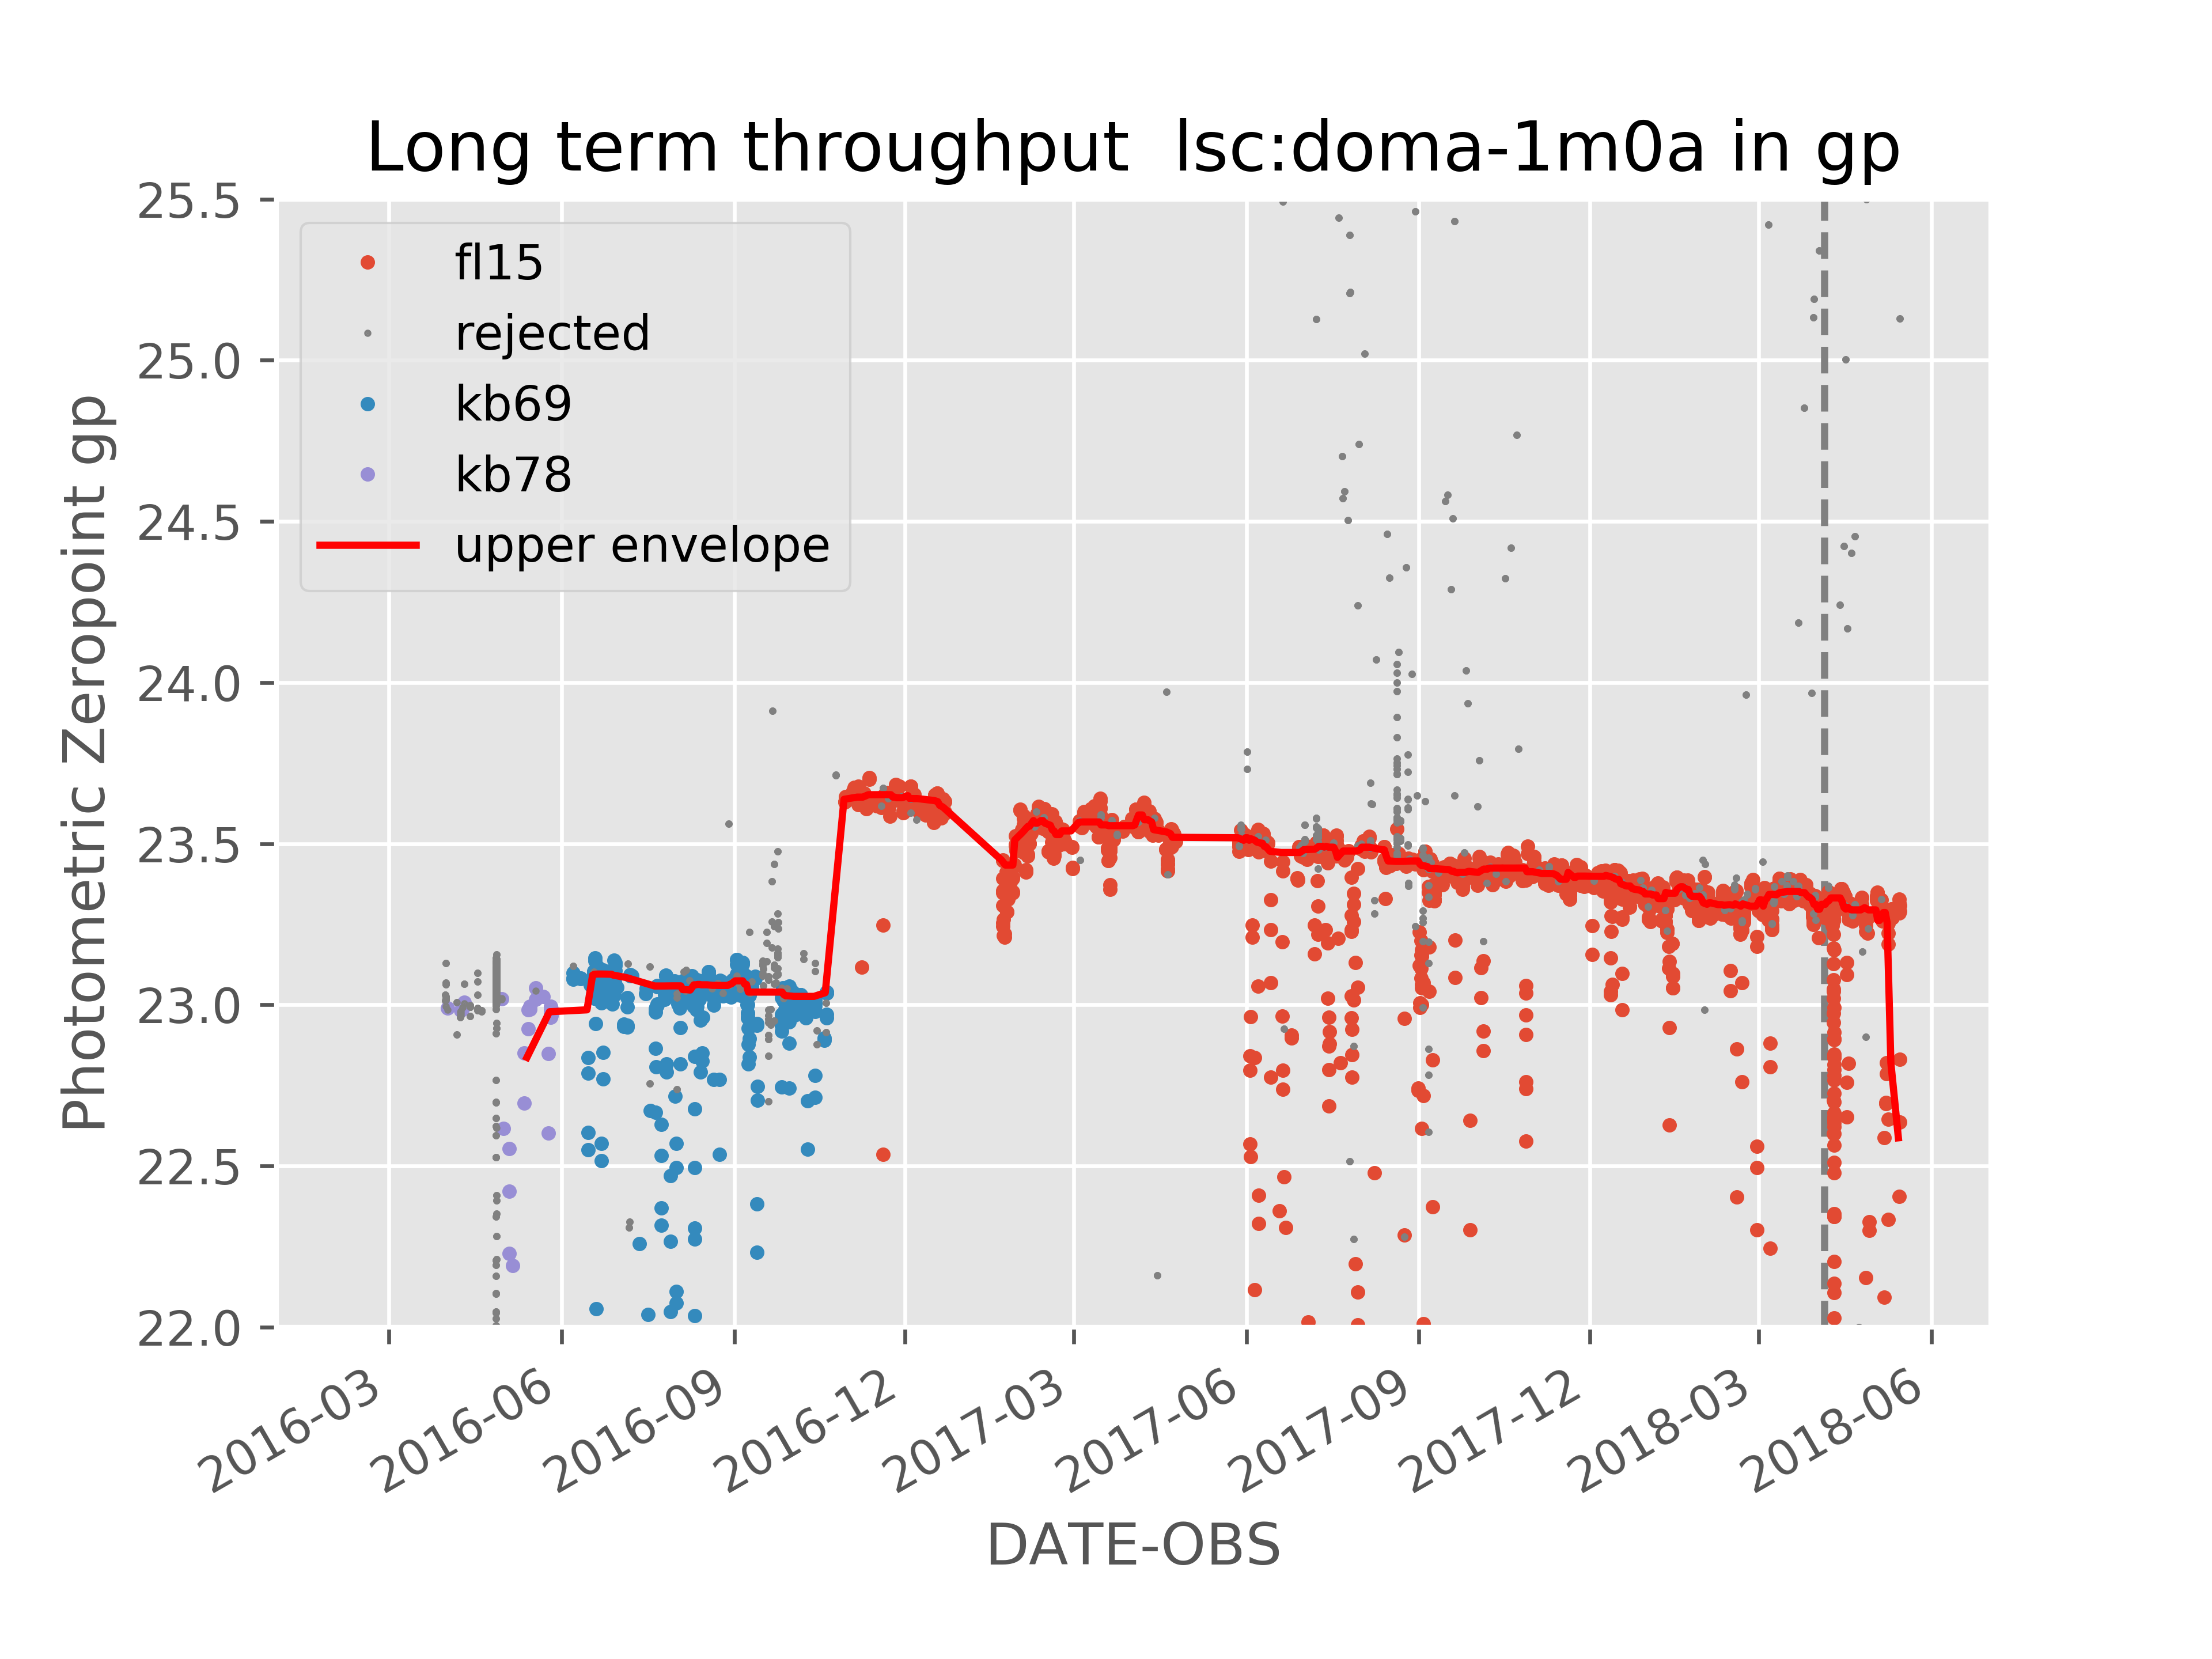 Long term throughput  lsc:doma-1m0a in gp
25.5
25.0
24.5
24.0
23.5
23.0
22.5
22.0
Photometric Zeropoint gp
fl15
rejected
kb69
kb78
upper envelope
2016-03
2016-06
2016-09
2016-12
2017-03
2017-06
2017-09
2017-12
2018-03
2018-06
DATE-OBS